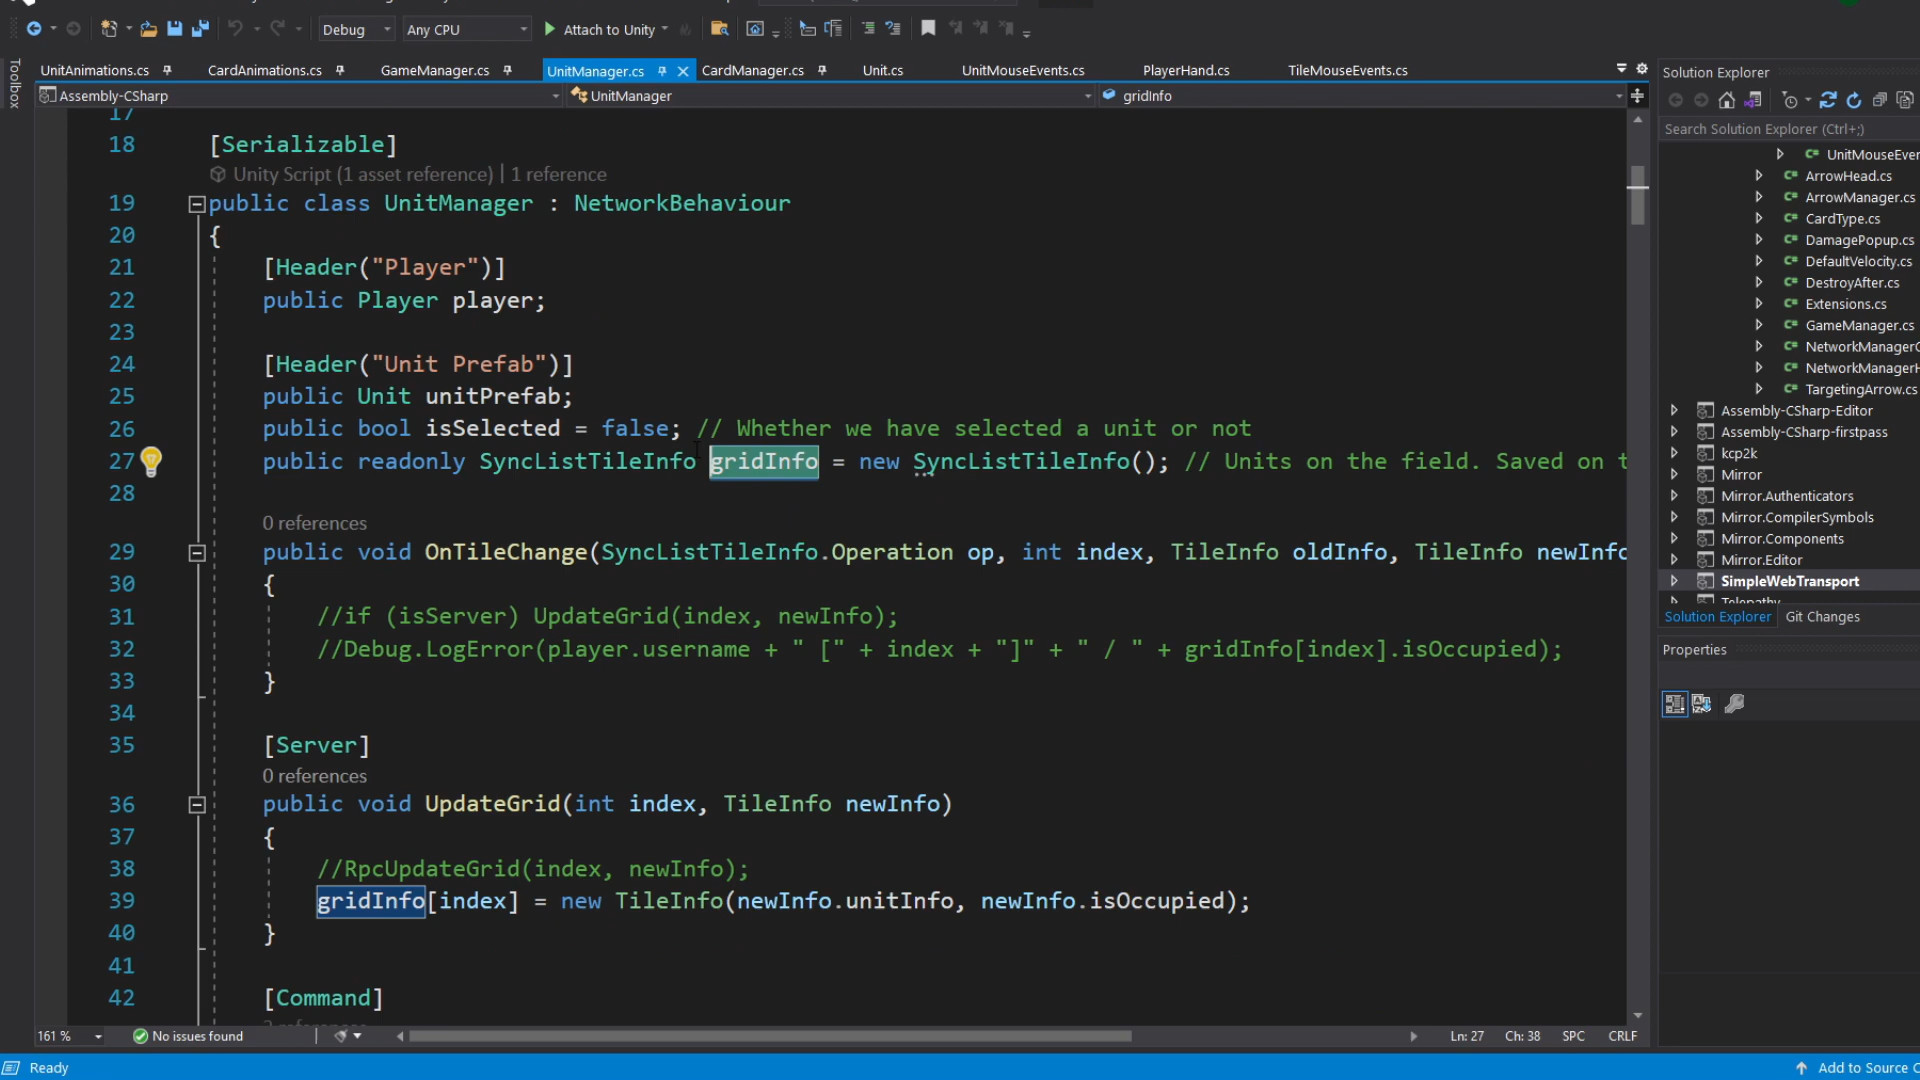 Debug
Any CPU
Attach to Unity
UnitAnimations.cs
CardAnimations.cs
GameManager.cs
UnitManager.cs
CardManager.cs
Unit.cs
UnitMouseEvents.cs
PlayerHand.cs
TileMouseEvents.cs
Toolbox
Assembly-CSharp
UnitManager
gridInfo
17
18 [Serializable]
Unity Script (1 asset reference) | 1 reference
19 public class UnitManager : NetworkBehaviour
20 {
21 [Header("Player")]
22 public Player player;
23
24 [Header("Unit Prefab")]
25 public Unit unitPrefab;
26 public bool isSelected = false; // Whether we have selected a unit or not
27 public readonly SyncListTileInfo gridInfo = new SyncListTileInfo(); // Units on the field. Saved on t
28
0 references
29 public void OnTileChange(SyncListTileInfo.Operation op, int index, TileInfo oldInfo, TileInfo newInfo
30 {
31 //if (isServer) UpdateGrid(index, newInfo);
32 //Debug.LogError(player.username + " [" + index + "]" + " / " + gridInfo[index].isOccupied);
33 }
34
35 [Server]
0 references
36 public void UpdateGrid(int index, TileInfo newInfo)
37 {
38 //RpcUpdateGrid(index, newInfo);
39 gridInfo[index] = new TileInfo(newInfo.unitInfo, newInfo.isOccupied);
40 }
41
42 [Command]
161 %
No issues found
Ln: 27
Ch: 38
SPC
CRLF
Ready
Add to Source C
Solution Explorer
Search Solution Explorer (Ctrl+;)
C# UnitMouseEver
C# ArrowHead.cs
C# ArrowManager.cs
C# CardType.cs
C# DamagePopup.cs
C# DefaultVelocity.cs
C# DestroyAfter.cs
C# Extensions.cs
C# GameManager.cs
C# NetworkManagerC
C# NetworkManagerH
C# TargetingArrow.cs
Assembly-CSharp-Editor
Assembly-CSharp-firstpass
kcp2k
Mirror
Mirror.Authenticators
Mirror.CompilerSymbols
Mirror.Components
Mirror.Editor
SimpleWebTransport
Telepathy
Solution Explorer
Git Changes
Properties